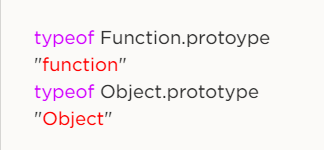 typeof Function.protoype
"function"
typeof Object.prototype
"Object"